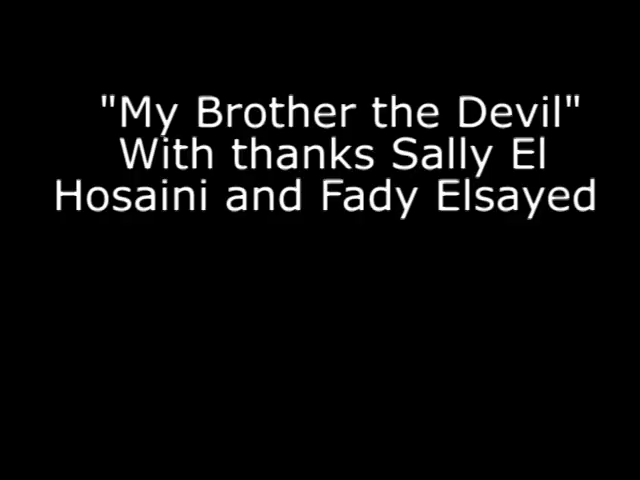 "My Brother the Devil"
With thanks Sally El
Hosaini and Fady Elsayed